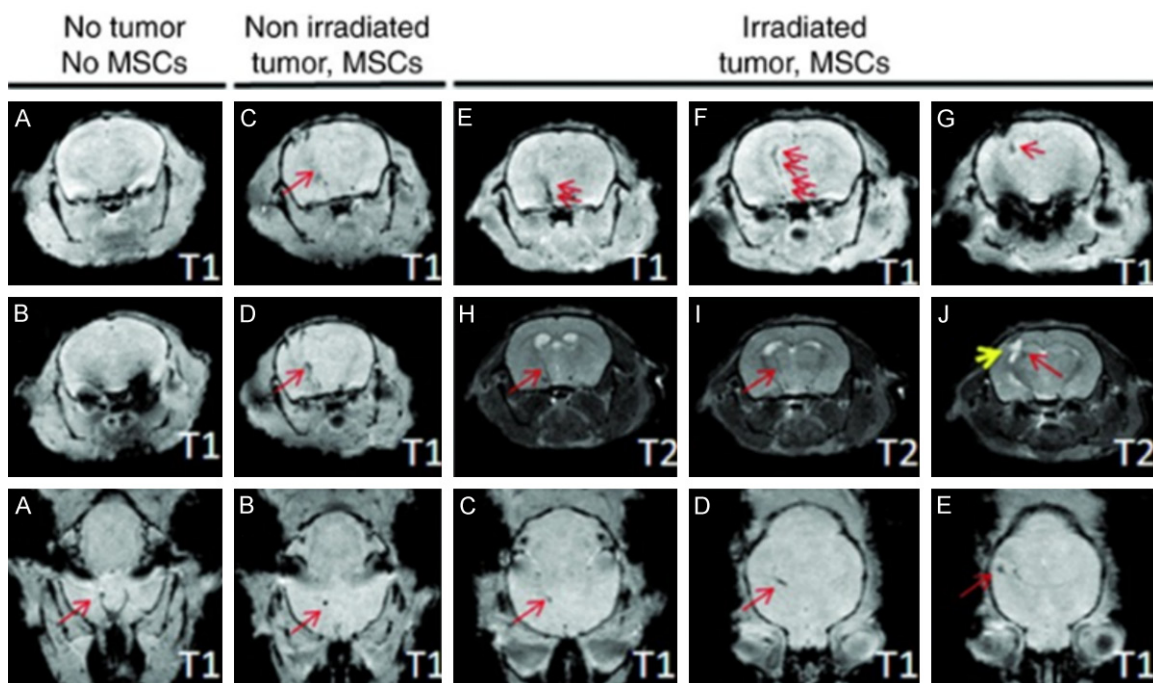 No tumor
No MSCs
Non irradiated
tumor, MSCs
Irradiated
tumor, MSCs
A
T1
C
T1
E
T1
F
T1
G
T1
B
T1
D
T1
H
T2
I
T2
J
T2
A
T1
B
T1
C
T1
D
T1
E
T1